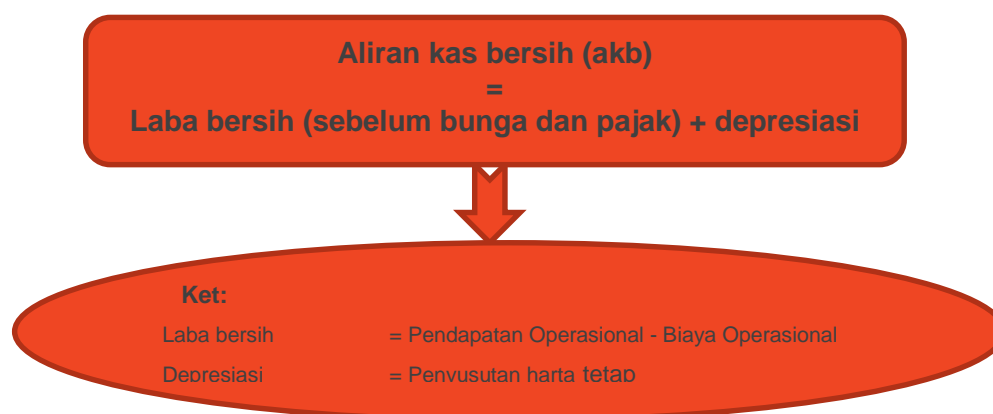 Aliran kas bersih (akb)
=
Laba bersih (sebelum bunga dan pajak) + depresiasi
Ket:
Laba bersih = Pendapatan Operasional - Biaya Operasional
Depresiasi = Penyusutan harta tetap